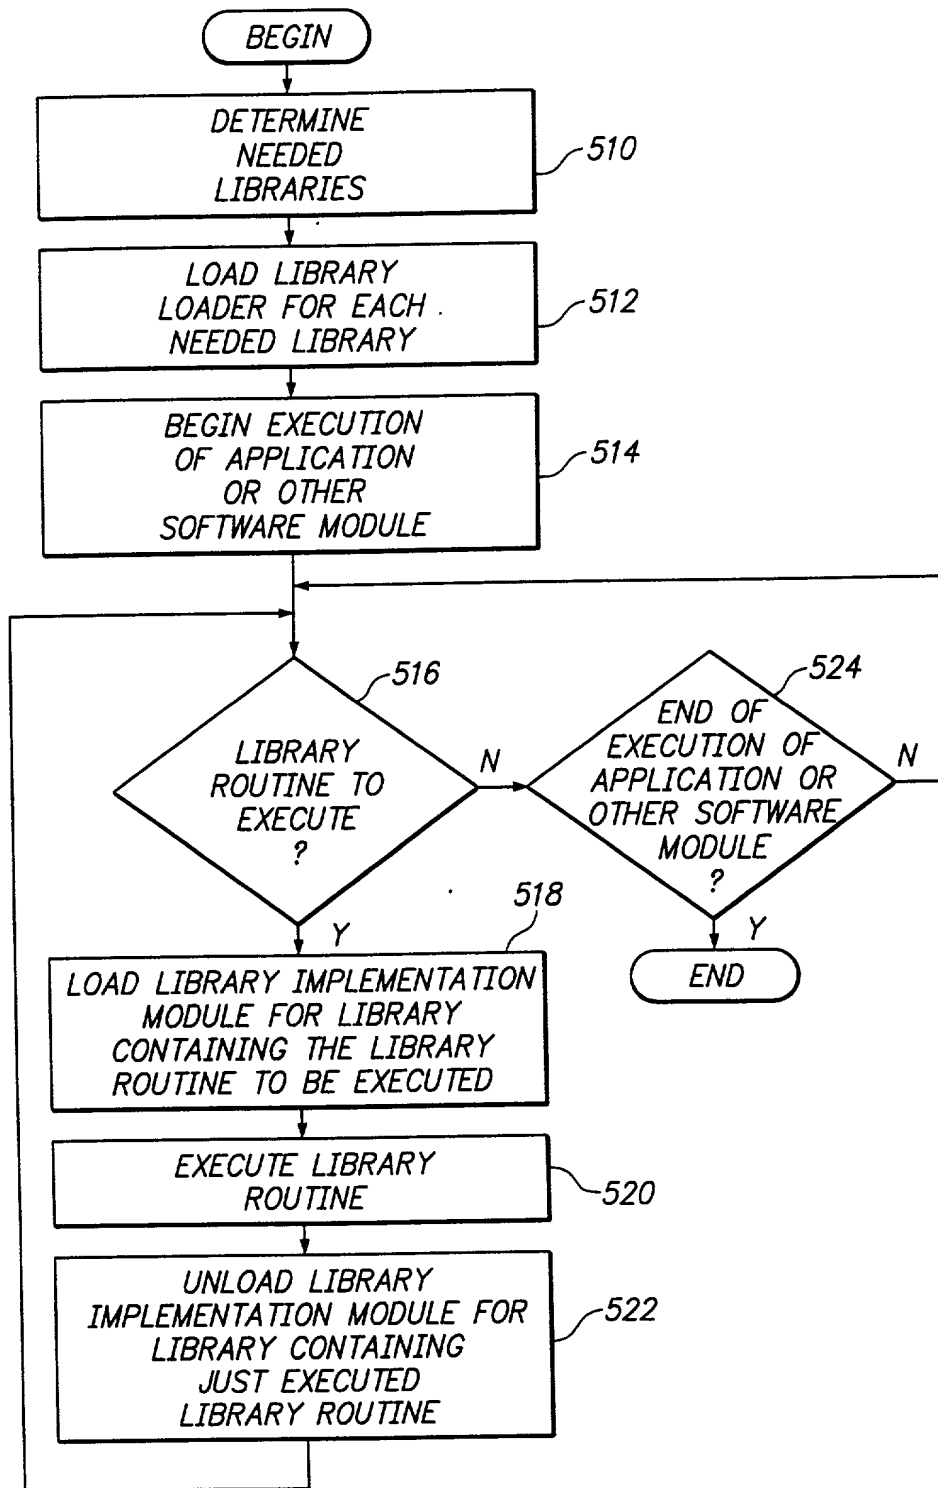 BEGIN
DETERMINE
NEEDED
LIBRARIES
510
LOAD LIBRARY
LOADER FOR EACH
NEEDED LIBRARY
512
BEGIN EXECUTION
OF APPLICATION
OR OTHER
SOFTWARE MODULE
514
516
LIBRARY
ROUTINE TO
EXECUTE
?
N
Y
524
END OF
EXECUTION OF
APPLICATION OR
OTHER SOFTWARE
MODULE
?
N
Y
END
518
LOAD LIBRARY IMPLEMENTATION
MODULE FOR LIBRARY
CONTAINING THE LIBRARY
ROUTINE TO BE EXECUTED
EXECUTE LIBRARY
ROUTINE
520
UNLOAD LIBRARY
IMPLEMENTATION MODULE FOR
LIBRARY CONTAINING
JUST EXECUTED
LIBRARY ROUTINE
522